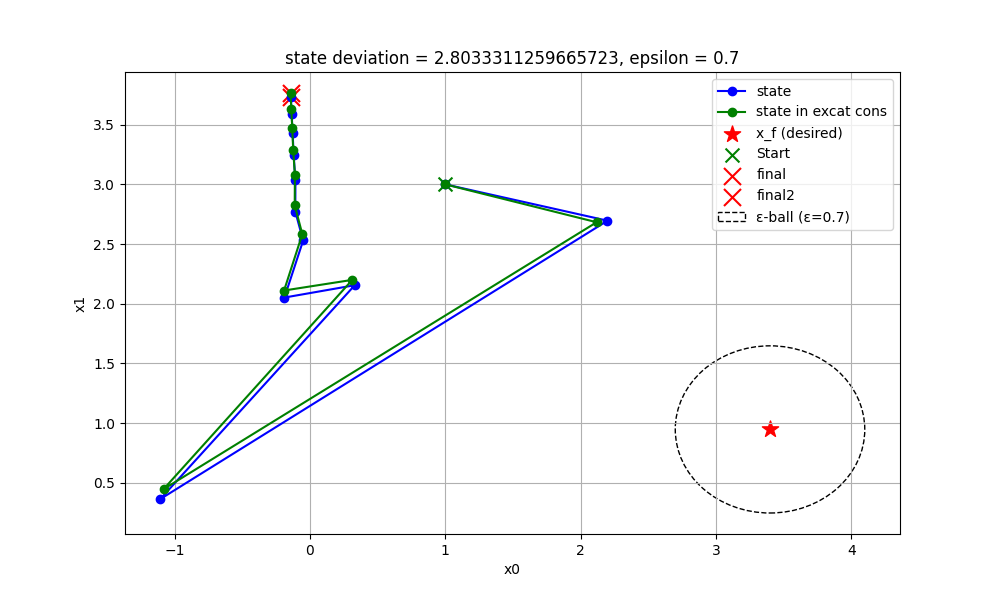 state deviation = 2.8033311259665723, epsilon = 0.7
state
state in excat cons
x_f (desired)
Start
final
final2
ε-ball (ε=0.7)
x1
3.5
3.0
2.5
2.0
1.5
1.0
0.5
−1
0
1
2
3
4
x0